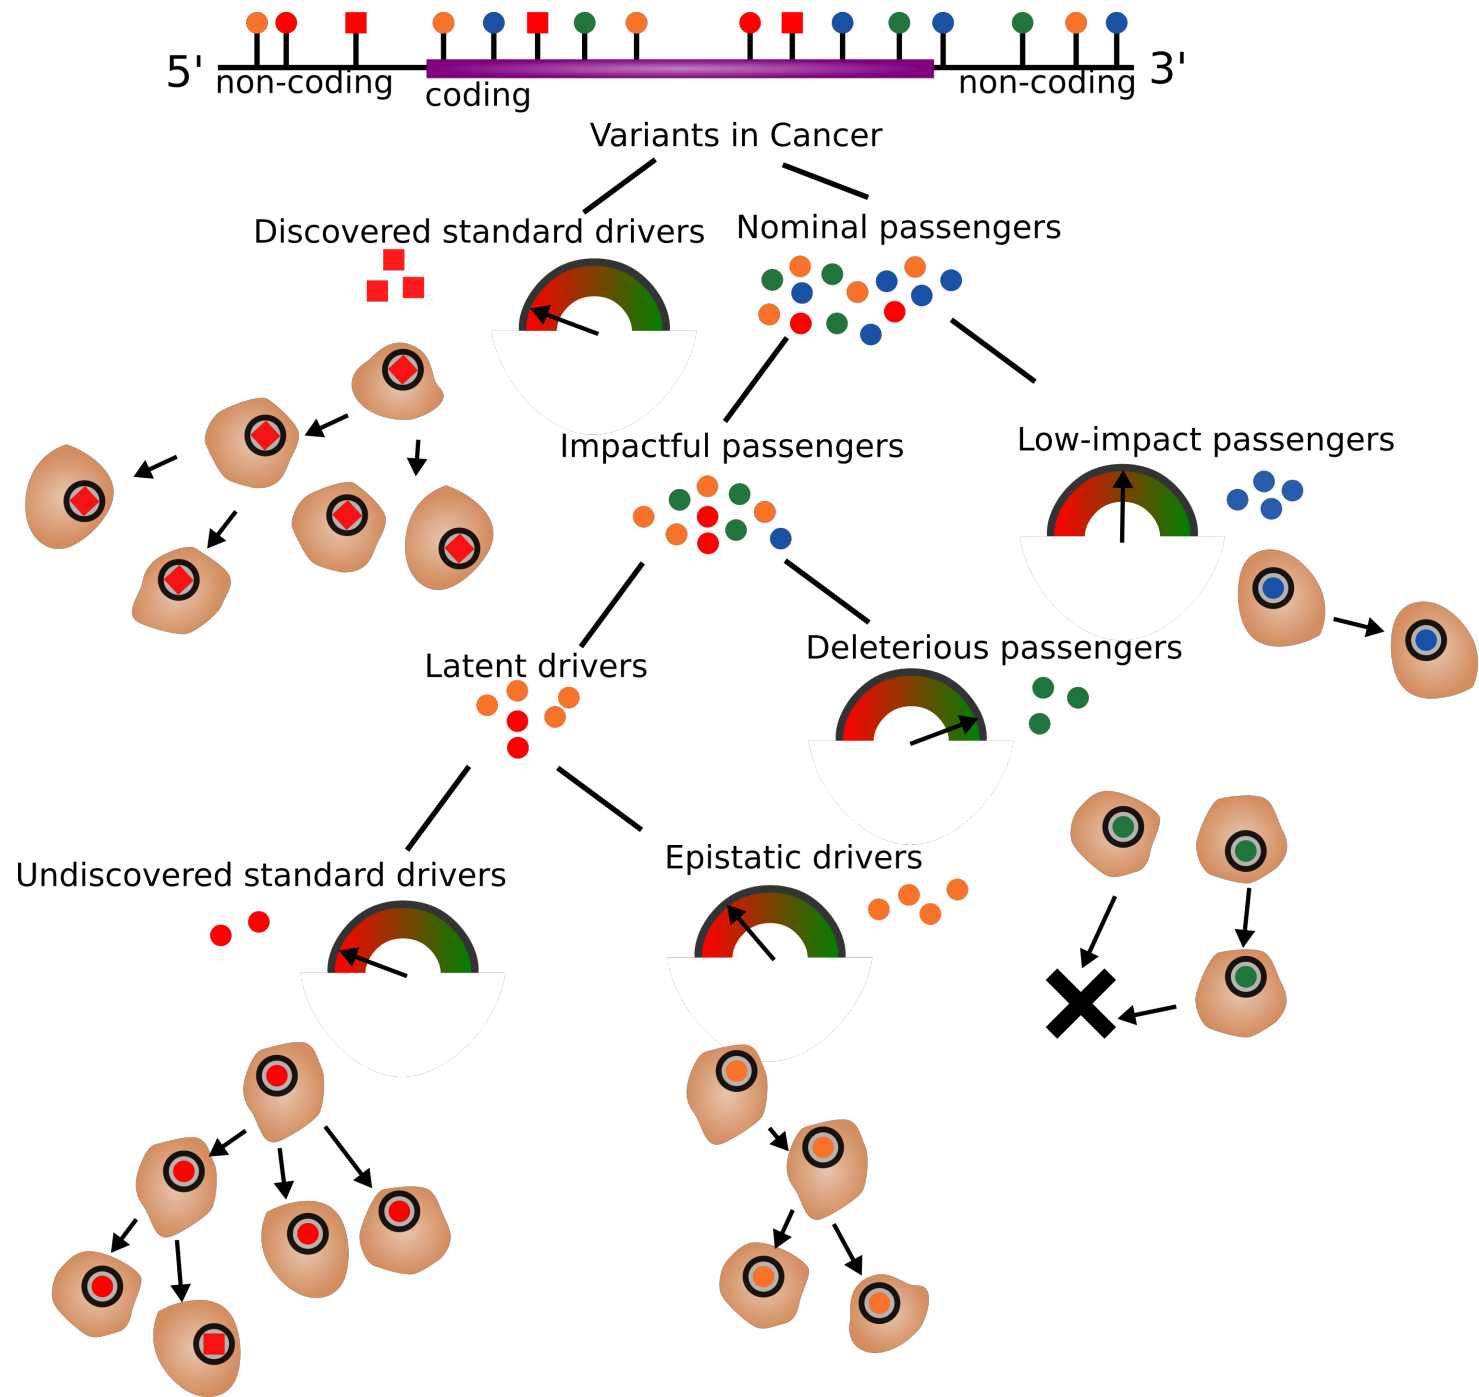 5'
3'
non-coding
coding
non-coding
Variants in Cancer
Discovered standard drivers
Nominal passengers
Impactful passengers
Low-impact passengers
Latent drivers
Deleterious passengers
Undiscovered standard drivers
Epistatic drivers